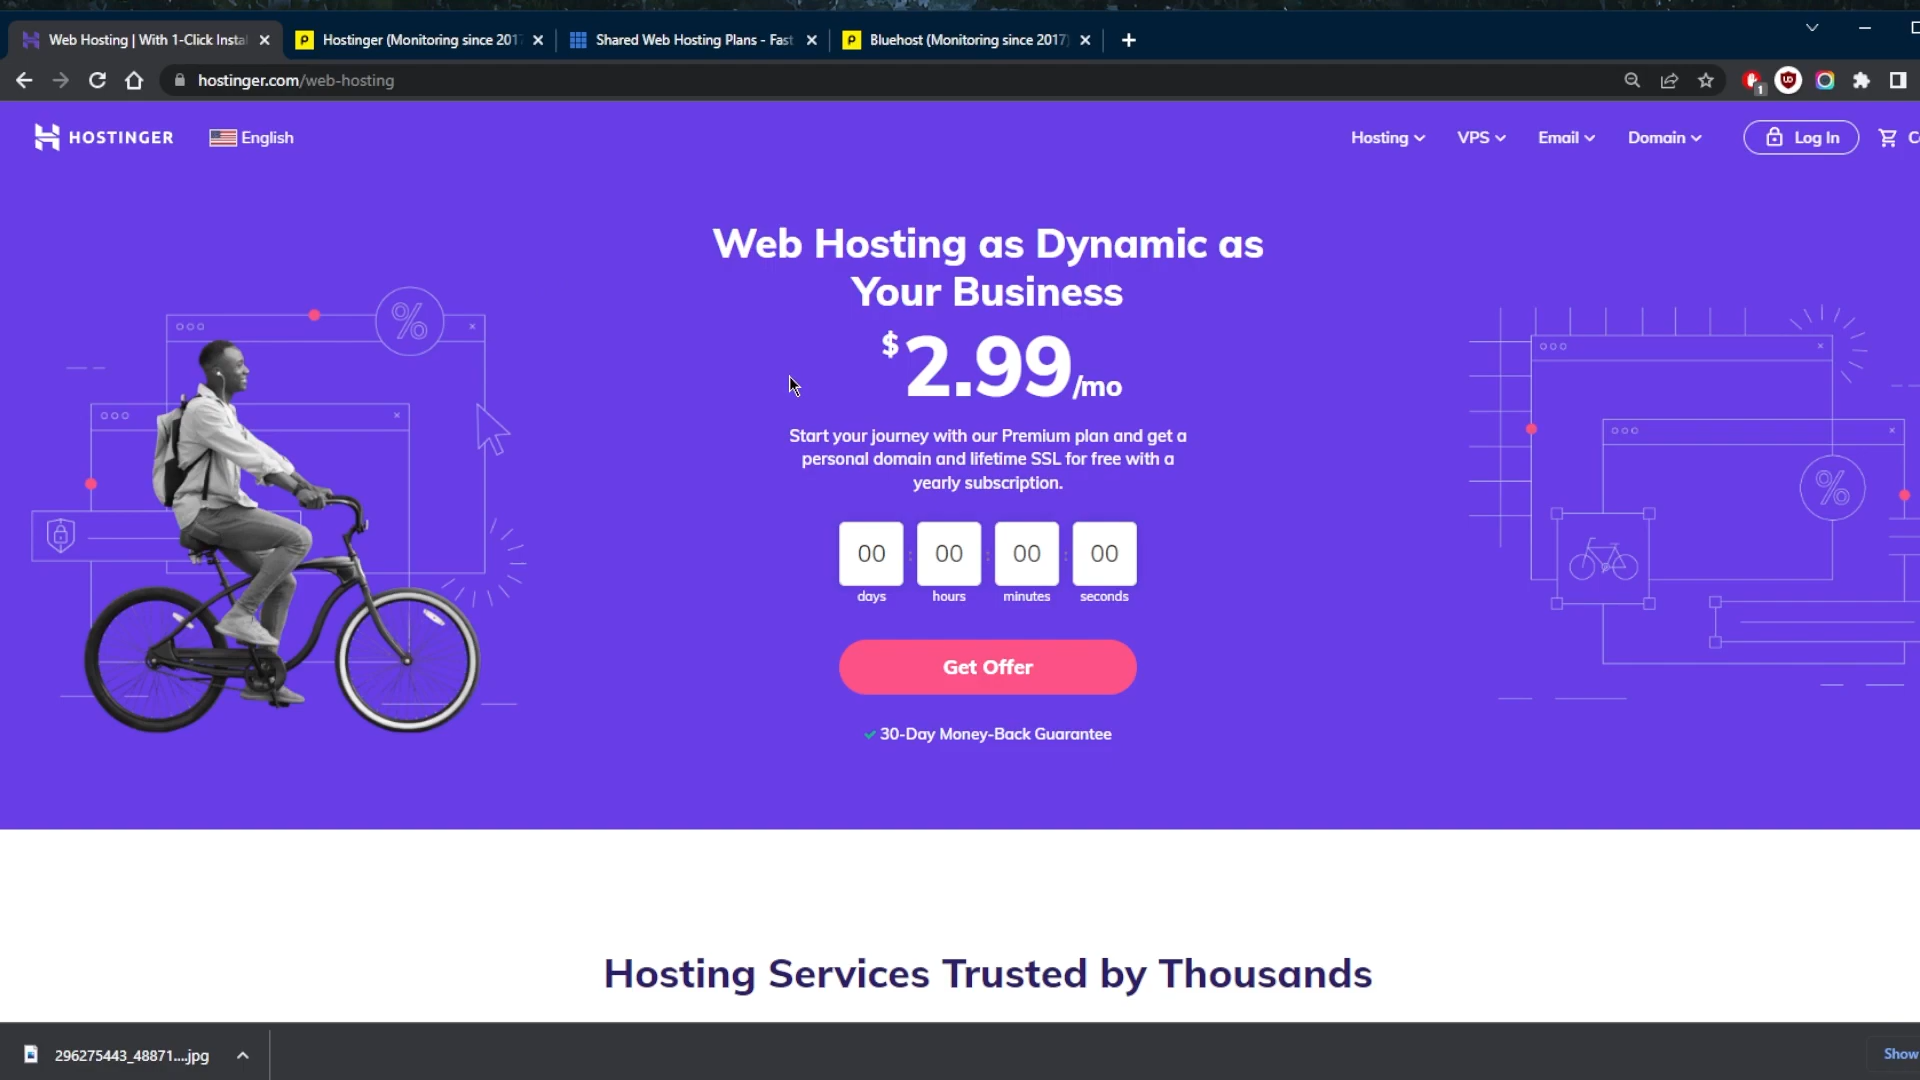 Web Hosting | With 1-Click Insta
Hostinger (Monitoring since 201
Shared Web Hosting Plans - Fast
Bluehost (Monitoring since 2017)
hostinger.com/web-hosting
1
HOSTINGER
English
Hosting
VPS
Email
Domain
Log In
Web Hosting as Dynamic as
Your Business
$2.99/mo
Start your journey with our Premium plan and get a
personal domain and lifetime SSL for free with a
yearly subscription.
00 : 00 : 00 : 00
days hours minutes seconds
Get Offer
30-Day Money-Back Guarantee
Hosting Services Trusted by Thousands
296275443_48871....jpg
Show